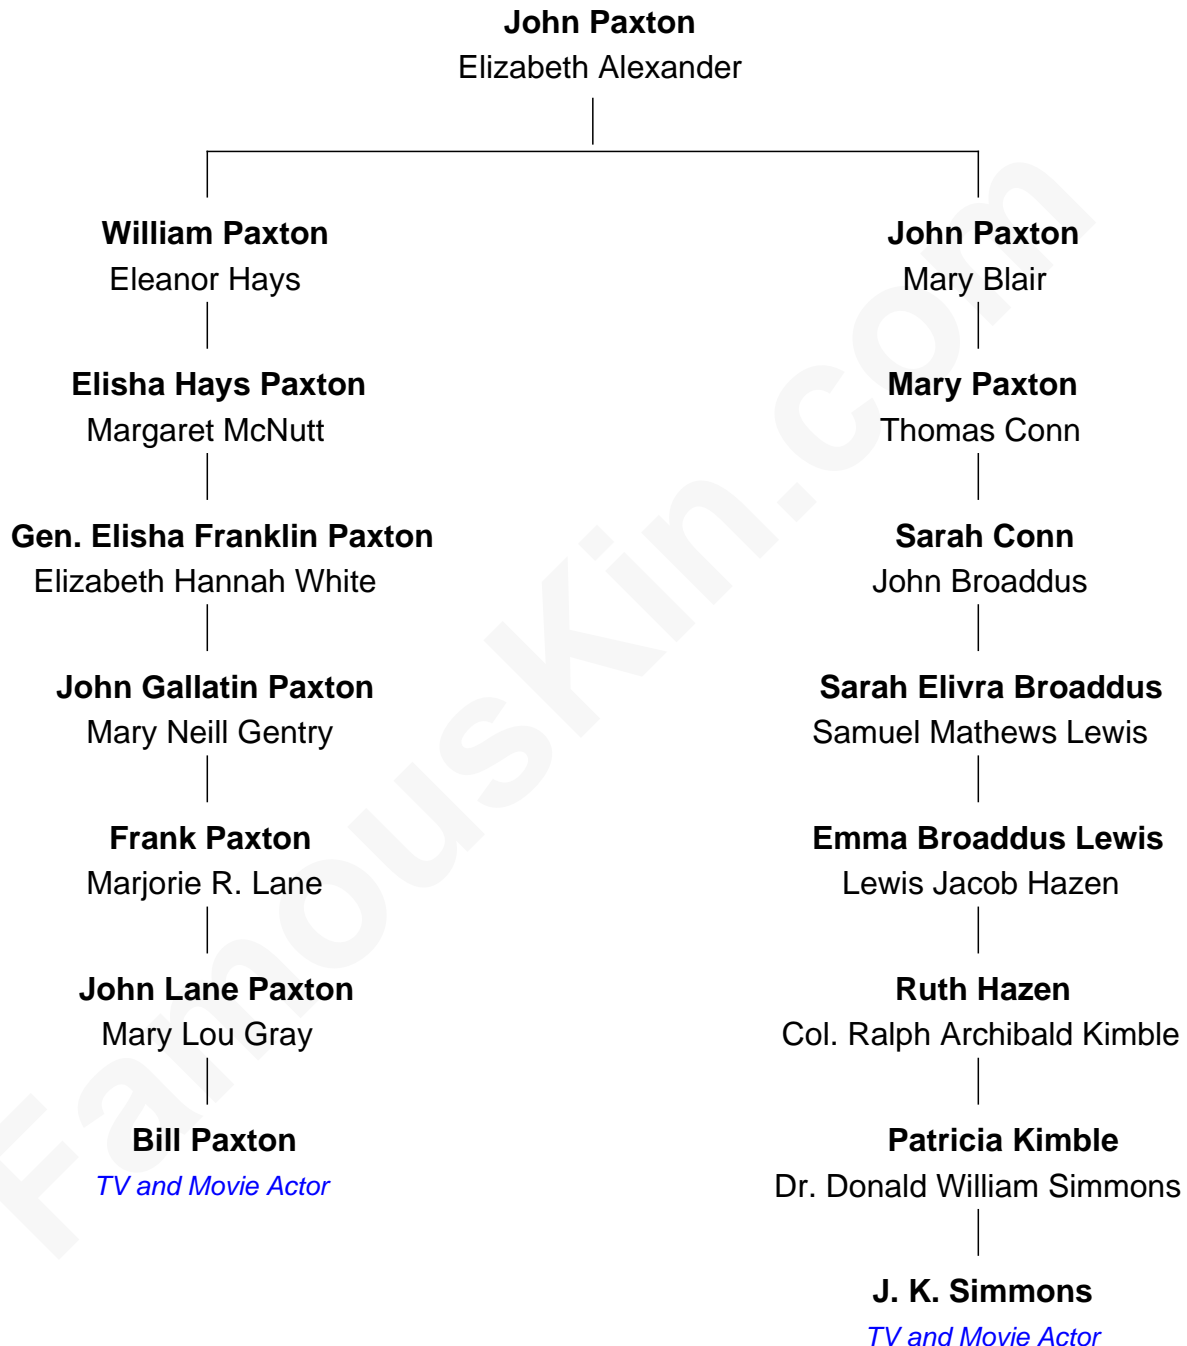 John Paxton
Elizabeth Alexander
William Paxton
Eleanor Hays
John Paxton
Mary Blair
Elisha Hays Paxton
Margaret McNutt
Mary Paxton
Thomas Conn
Gen. Elisha Franklin Paxton
Elizabeth Hannah White
Sarah Conn
John Broaddus
John Gallatin Paxton
Mary Neill Gentry
Sarah Elivra Broaddus
Samuel Mathews Lewis
Frank Paxton
Marjorie R. Lane
Emma Broaddus Lewis
Lewis Jacob Hazen
John Lane Paxton
Mary Lou Gray
Ruth Hazen
Col. Ralph Archibald Kimble
Bill Paxton
TV and Movie Actor
Patricia Kimble
Dr. Donald William Simmons
J. K. Simmons
TV and Movie Actor
FamousKin.com